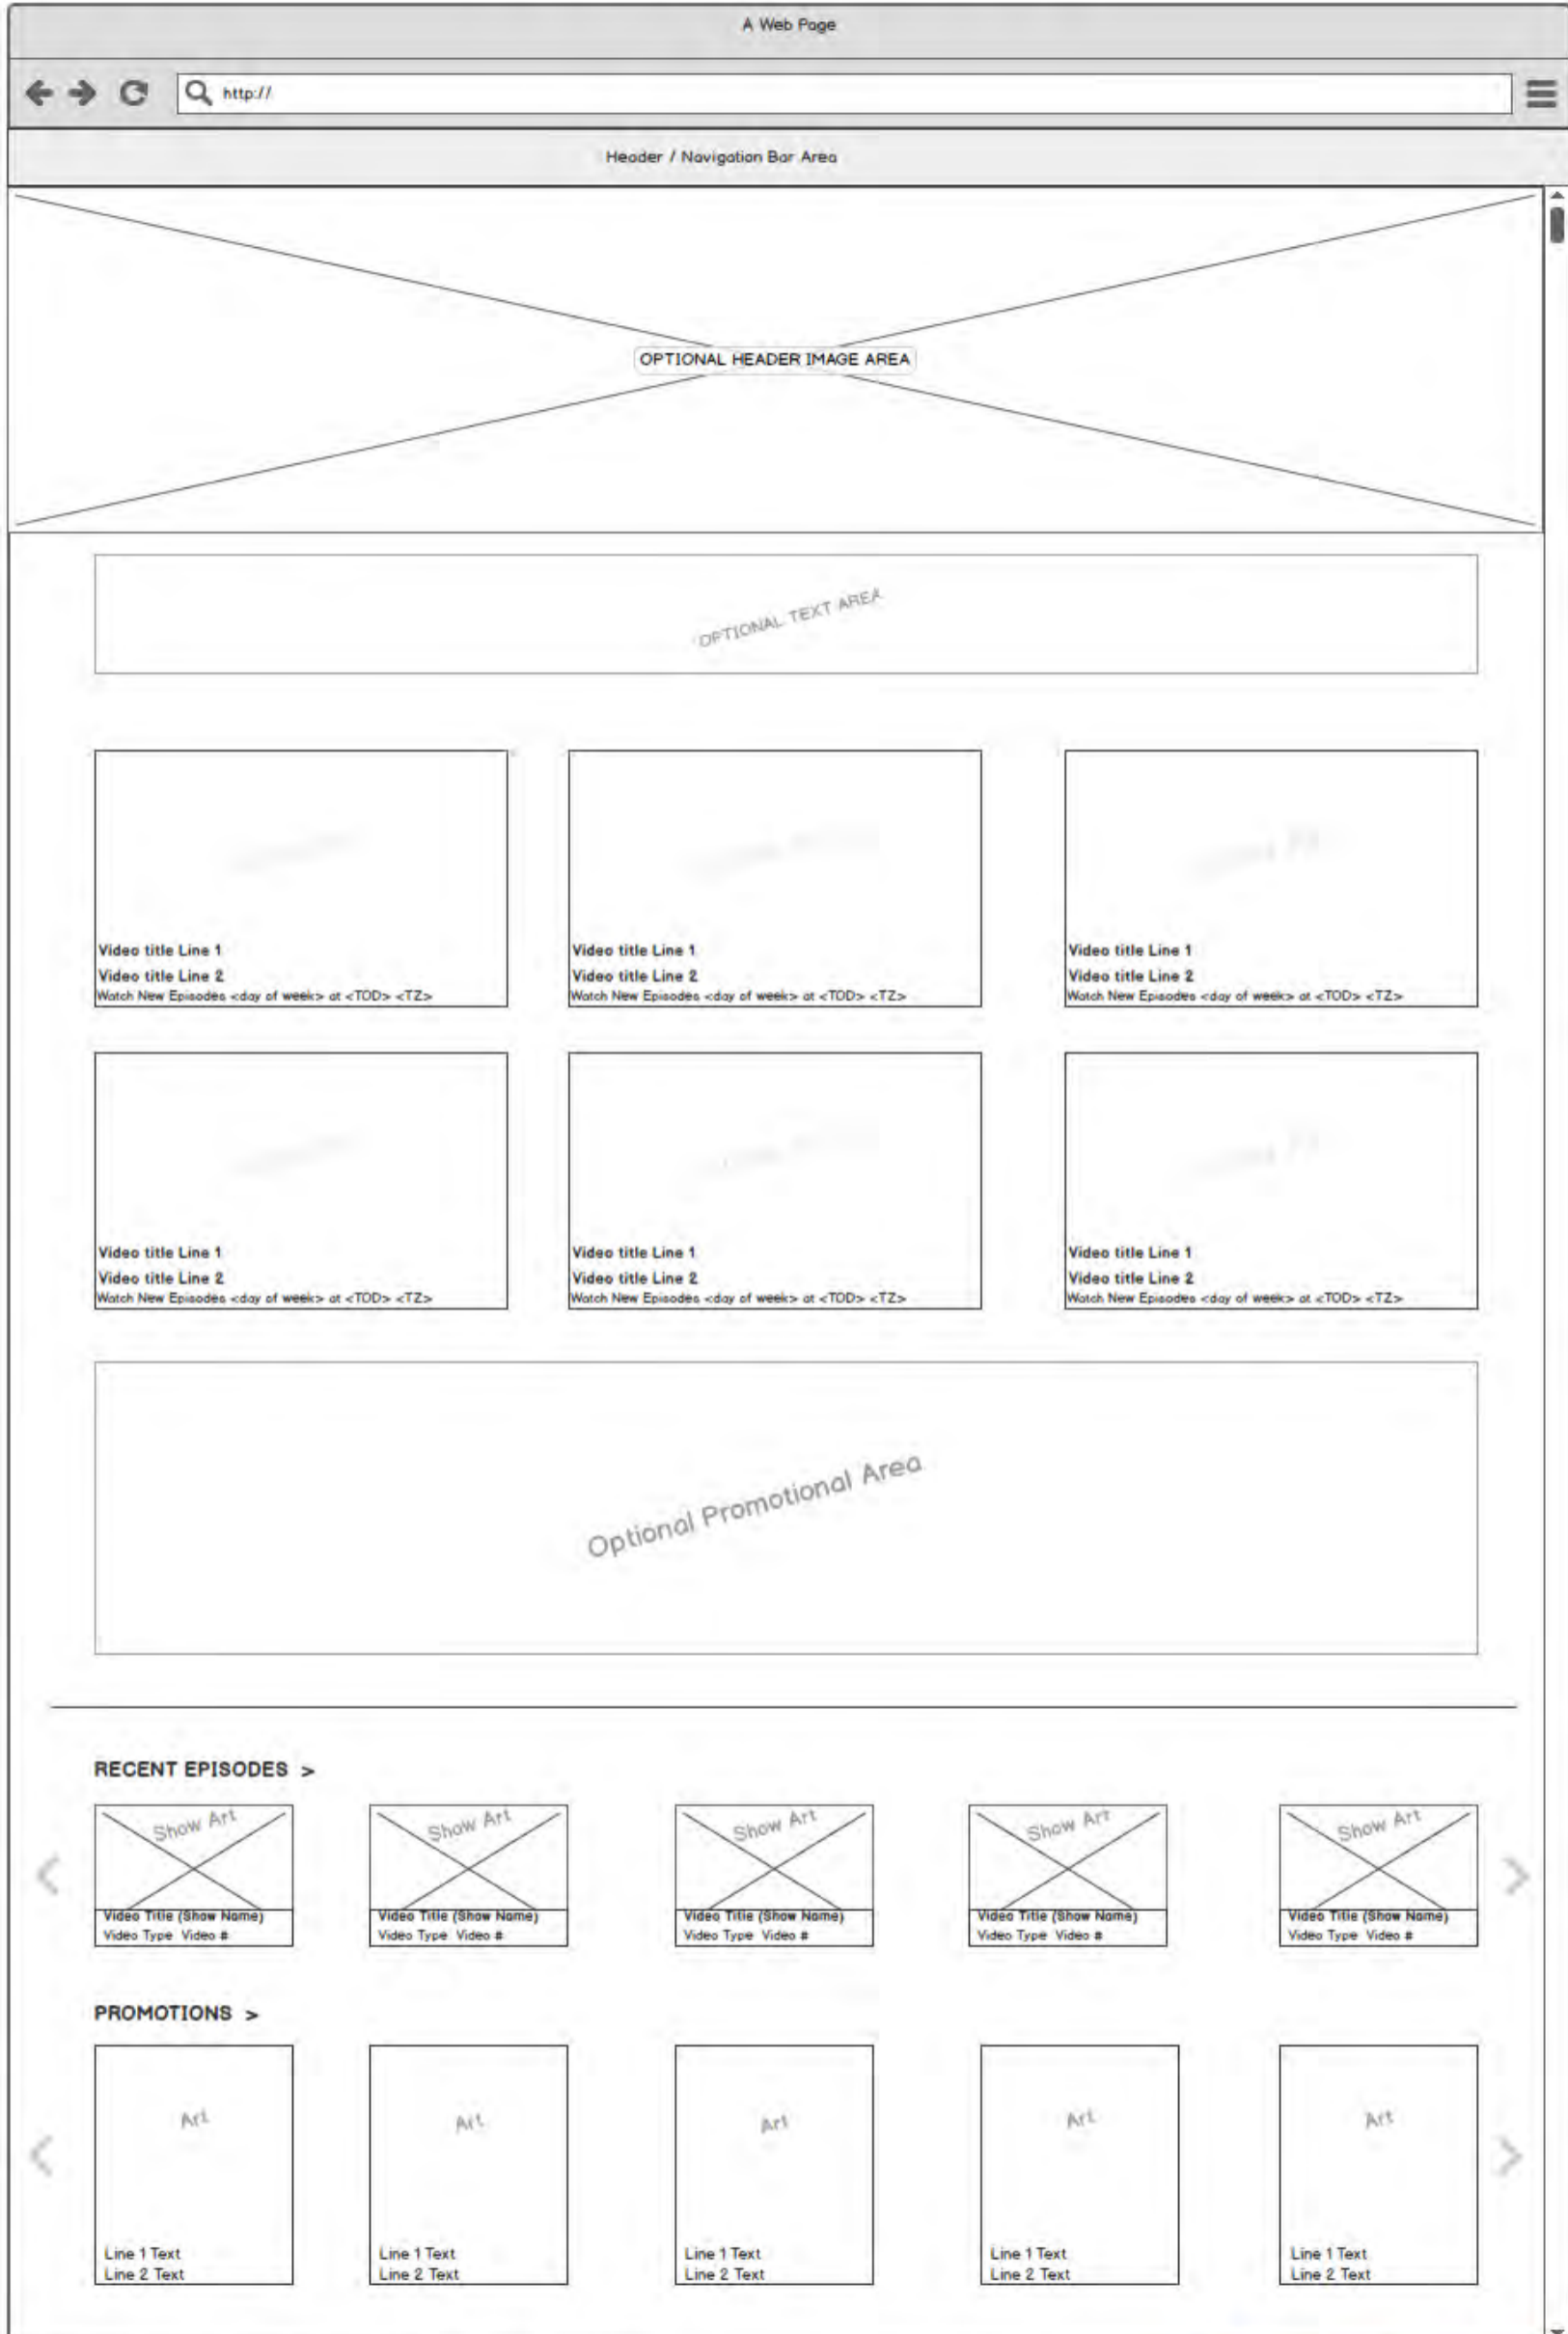 A Web Page
http://
Header / Navigation Bar Area
OPTIONAL HEADER IMAGE AREA
OPTIONAL TEXT AREA
Video title Line 1
Video title Line 2
Watch New Episodes <day of week> at <TOD> <TZ>
Video title Line 1
Video title Line 2
Watch New Episodes <day of week> at <TOD> <TZ>
Video title Line 1
Video title Line 2
Watch New Episodes <day of week> at <TOD> <TZ>
Video title Line 1
Video title Line 2
Watch New Episodes <day of week> at <TOD> <TZ>
Video title Line 1
Video title Line 2
Watch New Episodes <day of week> at <TOD> <TZ>
Video title Line 1
Video title Line 2
Watch New Episodes <day of week> at <TOD> <TZ>
Optional Promotional Area
RECENT EPISODES >
Show Art
Video Title (Show Name)
Video Type Video #
Show Art
Video Title (Show Name)
Video Type Video #
Show Art
Video Title (Show Name)
Video Type Video #
Show Art
Video Title (Show Name)
Video Type Video #
Show Art
Video Title (Show Name)
Video Type Video #
PROMOTIONS >
Art
Line 1 Text
Line 2 Text
Art
Line 1 Text
Line 2 Text
Art
Line 1 Text
Line 2 Text
Art
Line 1 Text
Line 2 Text
Art
Line 1 Text
Line 2 Text